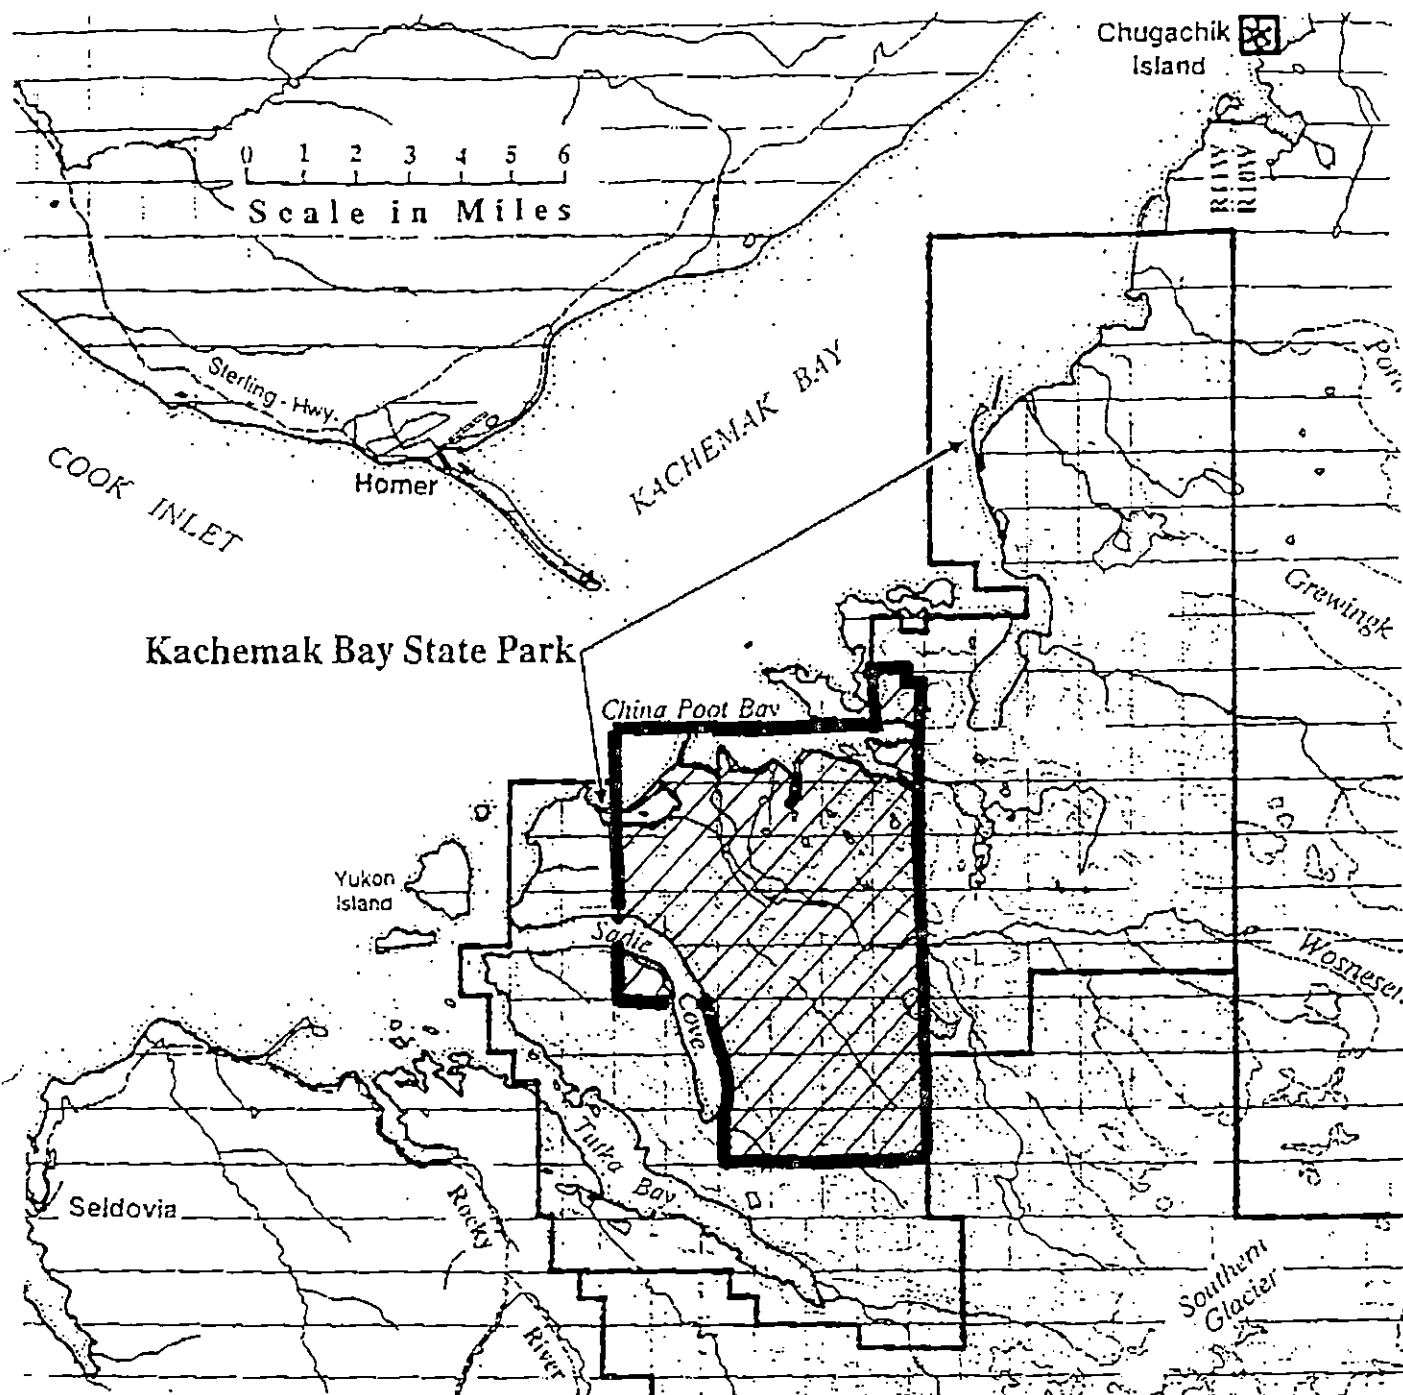 Chugachik
Island
0 1 2 3 4 5 6
Scale in Miles
KACHEMAK BAY
Sterling - Hwy.
Homer
COOK INLET
Grewingk
Kachemak Bay State Park
China Poot Bay
Yukon
Island
Sadie
Cove
Wosnesen
Tutka
Bay
Rocky
River
Seldovia
Southern
Glacier